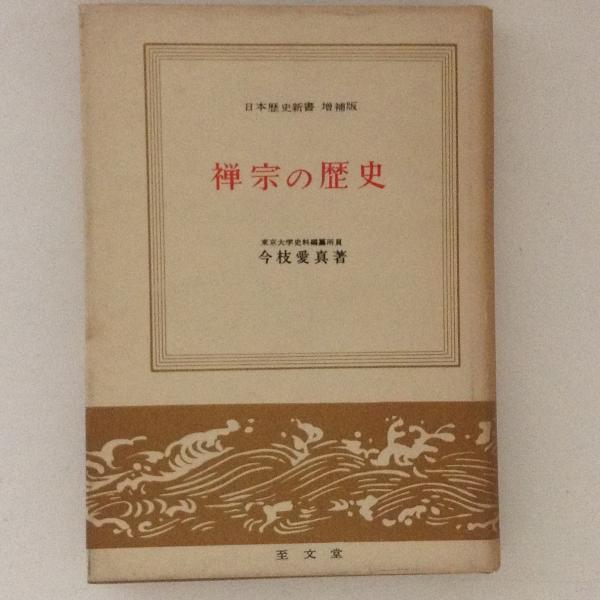 日本歴史新書 増補版
禅宗の歴史
東京大学史料編纂所員
今枝愛真著
至文堂